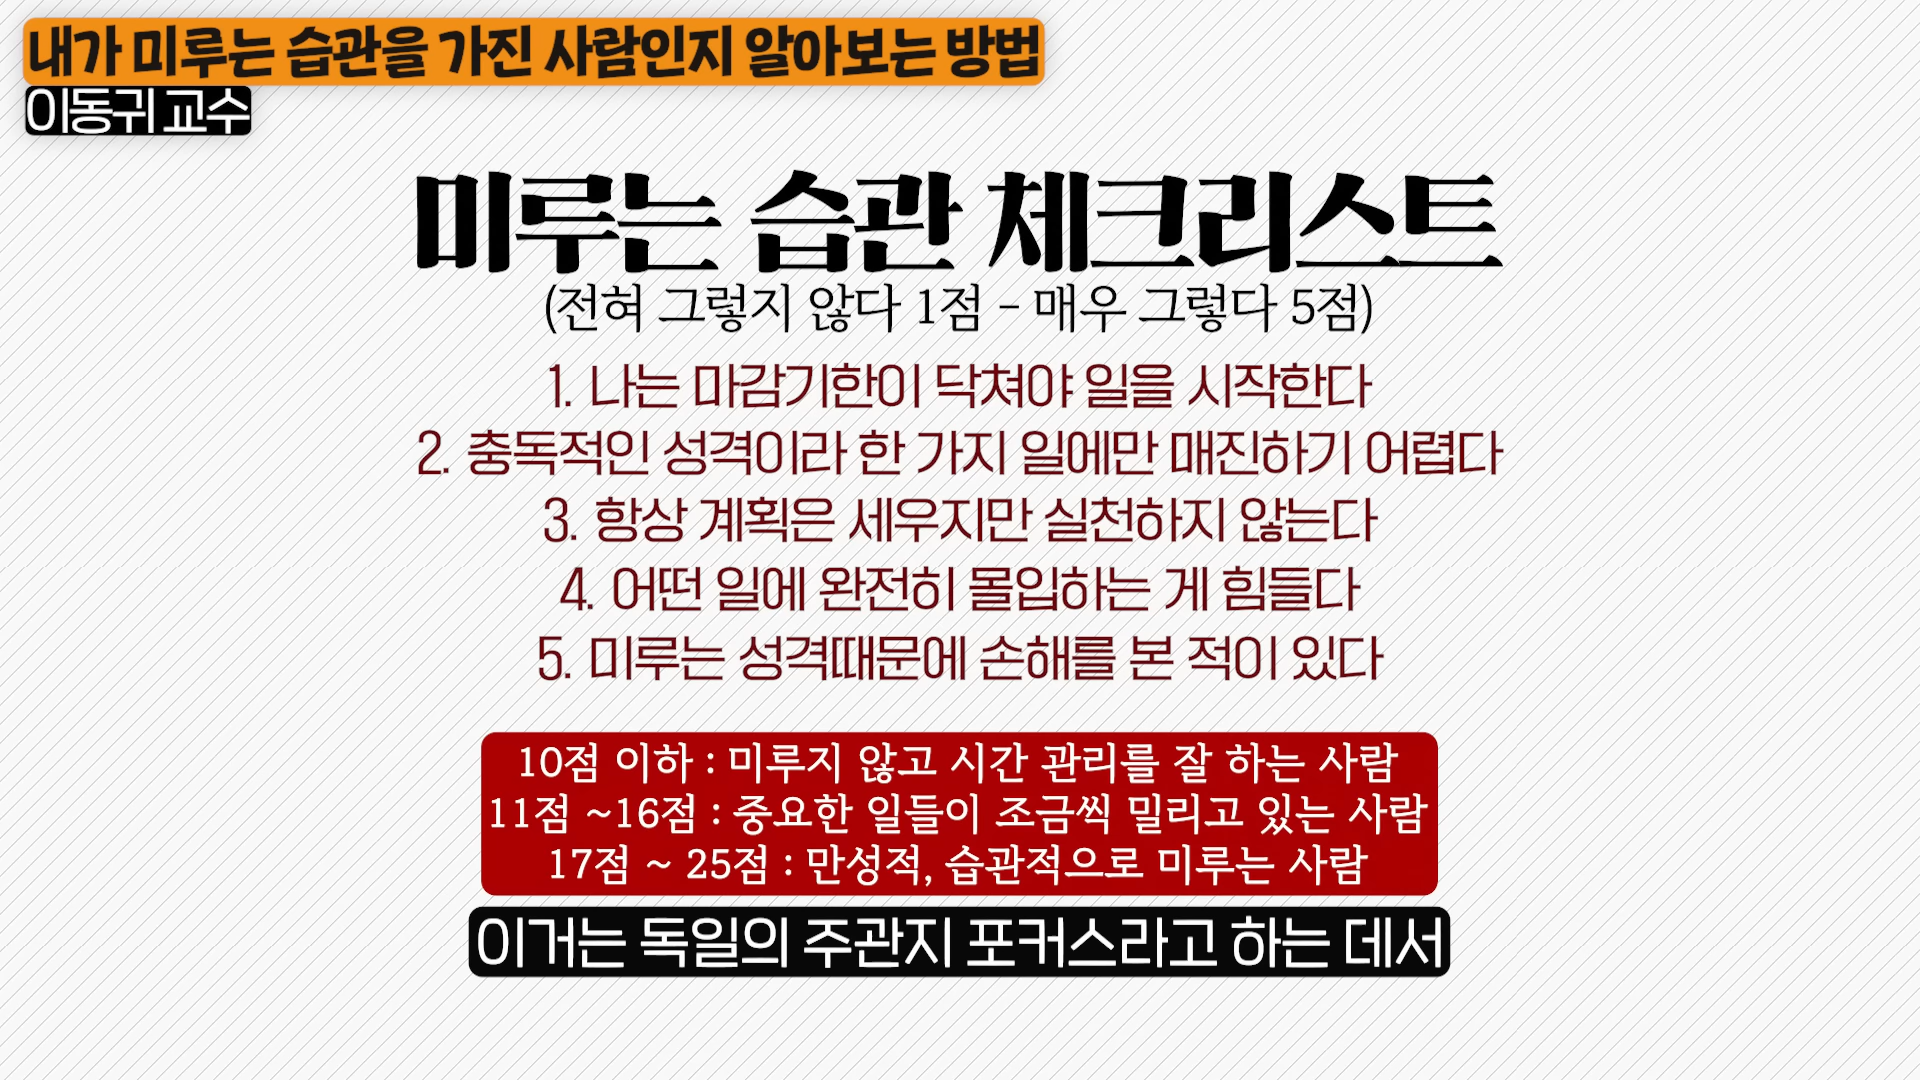 내가 미루는 습관을 가진 사람인지 알아보는 방법
이동귀 교수
미루는 습관 체크리스트
(전혀 그렇지 않다 1점 - 매우 그렇다 5점)
1. 나는 마감기한이 닥쳐야 일을 시작한다
2. 충독적인 성격이라 한 가지 일에만 매진하기 어렵다
3. 항상 계획은 세우지만 실천하지 않는다
4. 어떤 일에 완전히 몰입하는 게 힘들다
5. 미루는 성격때문에 손해를 본 적이 있다
10점 이하 : 미루지 않고 시간 관리를 잘 하는 사람
11점 ~16점 : 중요한 일들이 조금씩 밀리고 있는 사람
17점 ~ 25점 : 만성적, 습관적으로 미루는 사람
이거는 독일의 주관지 포커스라고 하는 데서